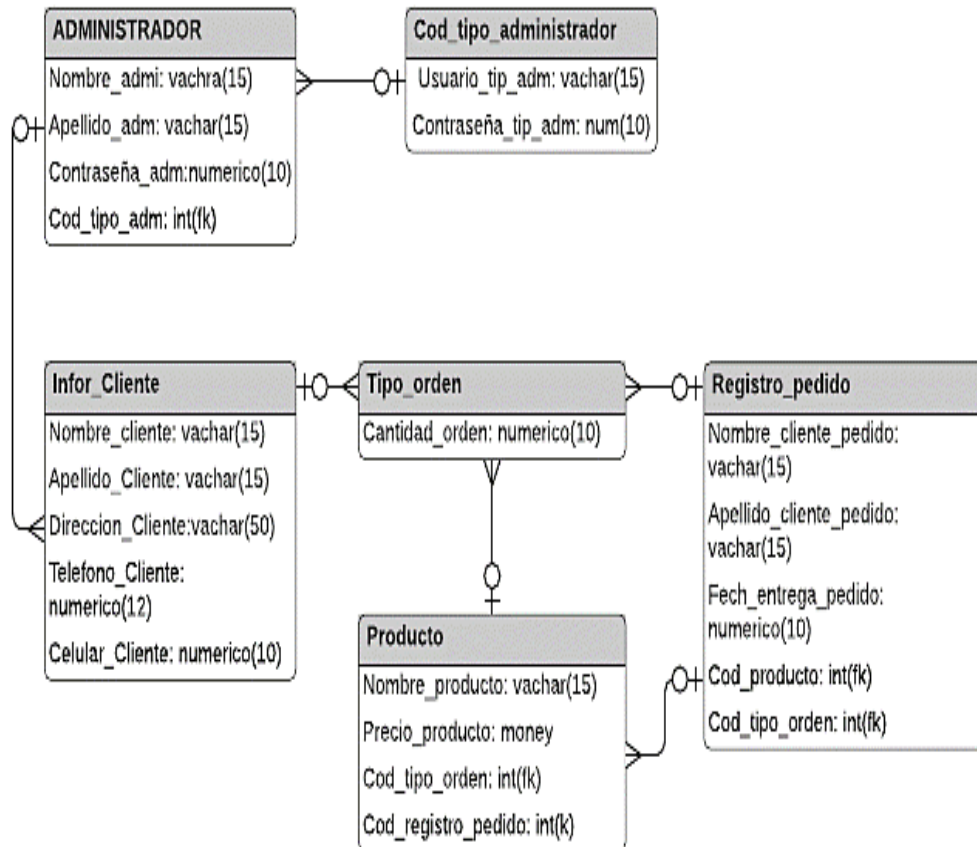 ADMINISTRADOR
Nombre_admi: vachra(15)
Apellido_adm: vachar(15)
Contraseña_adm:numerico(10)
Cod_tipo_adm: int(fk)
Cod_tipo_administrador
Usuario_tip_adm: vachar(15)
Contraseña_tip_adm: num(10)
Infor_Cliente
Nombre_cliente: vachar(15)
Apellido_Cliente: vachar(15)
Direccion_Cliente:vachar(50)
Telefono_Cliente:
numerico(12)
Celular_Cliente: numerico(10)
Tipo_orden
Cantidad_orden: numerico(10)
Registro_pedido
Nombre_cliente_pedido:
vachar(15)
Apellido_cliente_pedido:
vachar(15)
Fech_entrega_pedido:
numerico(10)
Cod_producto: int(fk)
Cod_tipo_orden: int(fk)
Producto
Nombre_producto: vachar(15)
Precio_producto: money
Cod_tipo_orden: int(fk)
Cod_registro_pedido: int(k)